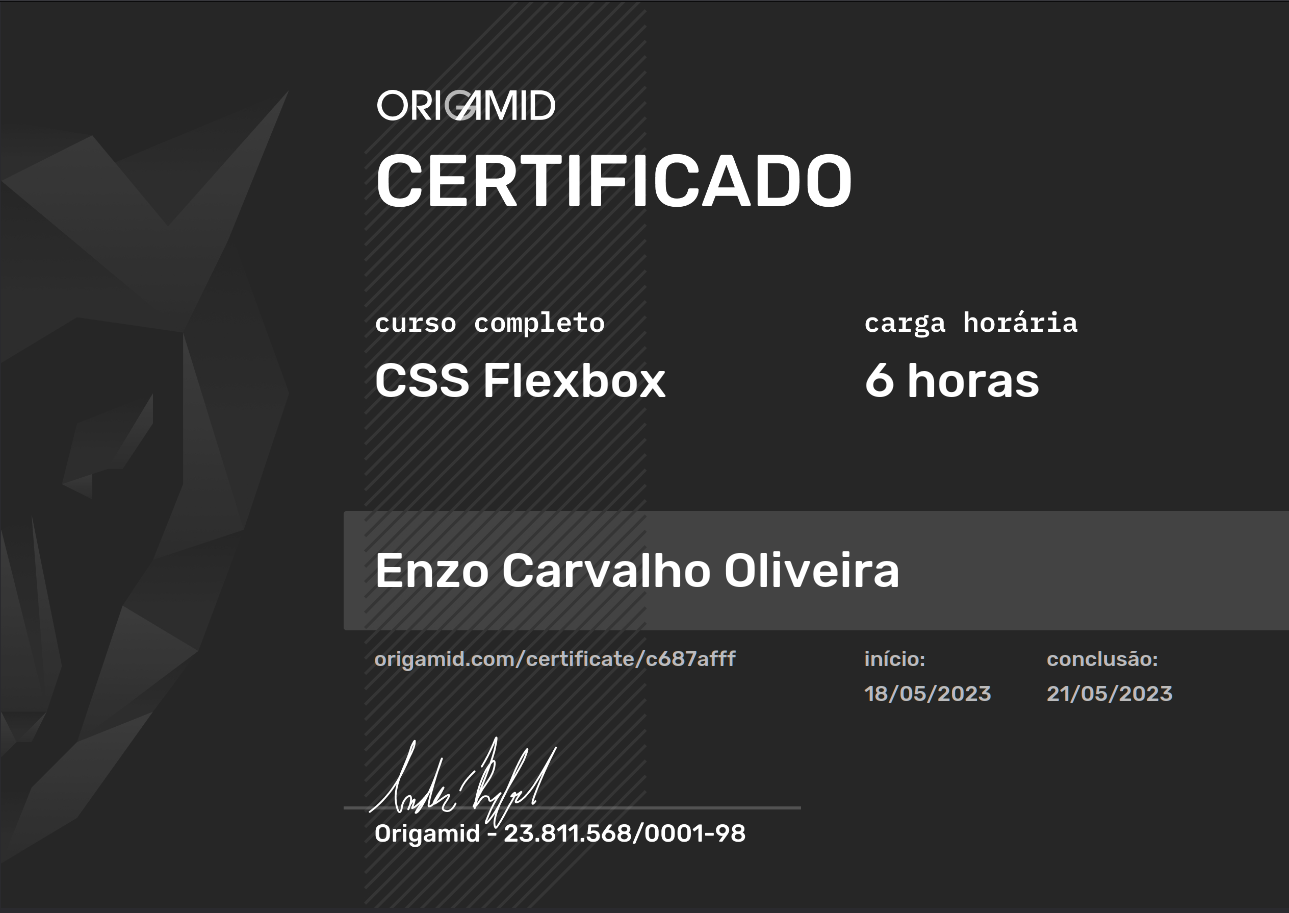 ORIGAMID
CERTIFICADO
curso completo
carga horária
CSS Flexbox
6 horas
Enzo Carvalho Oliveira
origamid.com/certificate/c687afff
início:
conclusão:
18/05/2023
21/05/2023
Origamid - 23.811.568/0001-98